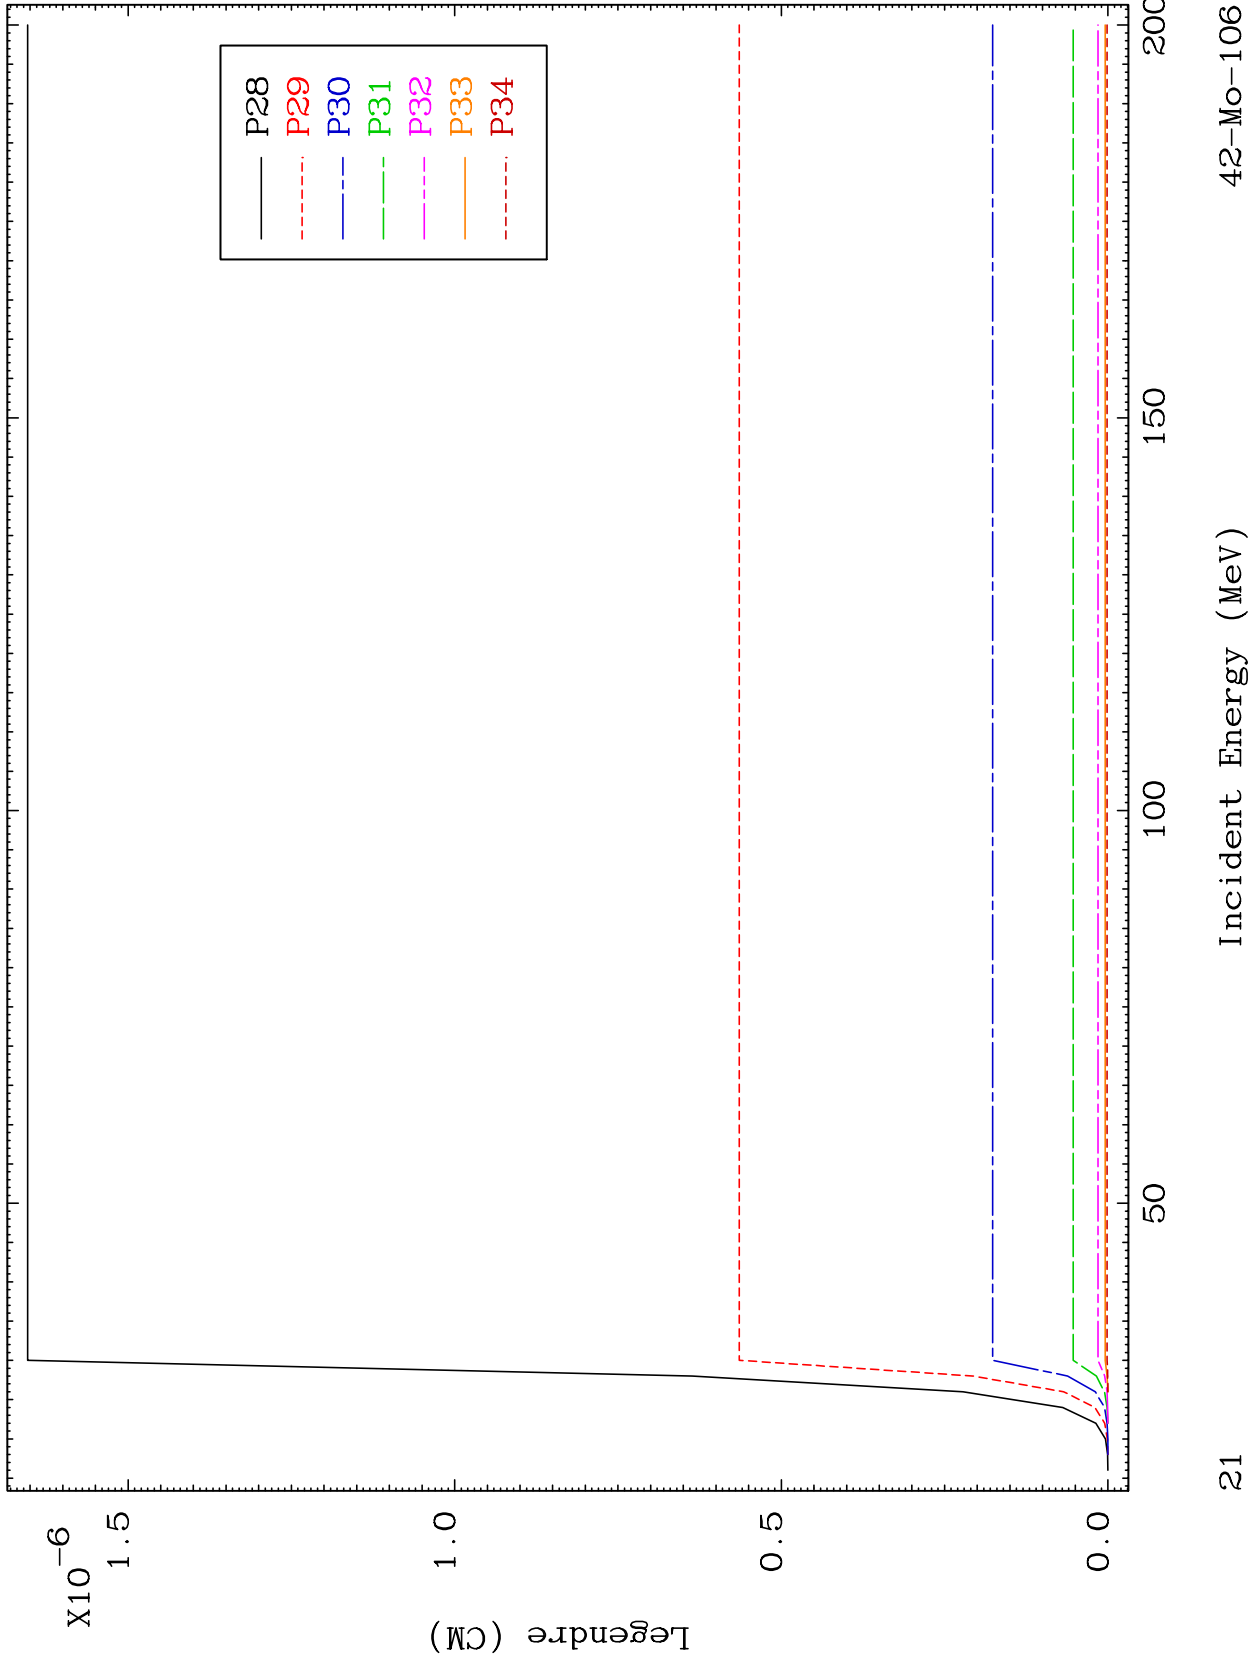 X10-6
1.5
1.0
0.5
0.0
Legendre (CM)
P28
P29
P30
P31
P32
P33
P34
50
100
150
200
Incident Energy (MeV)
21
42-Mo-106